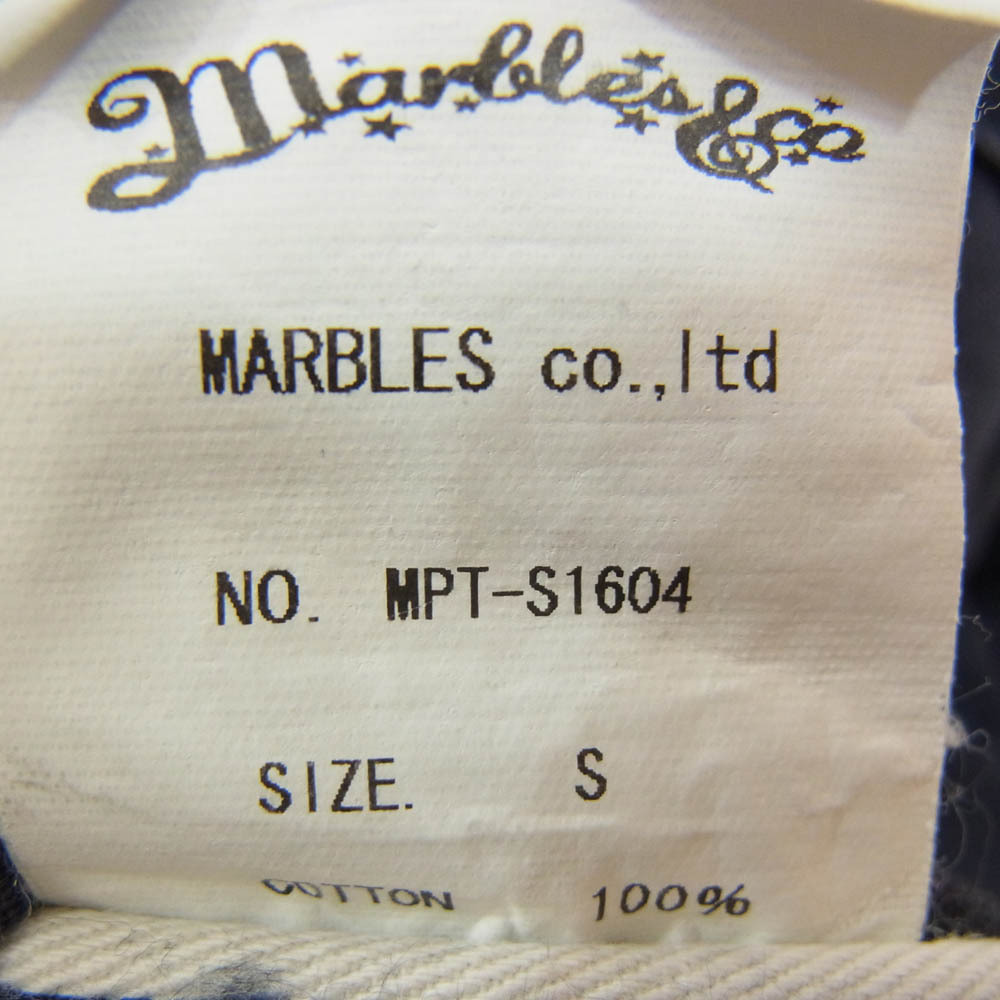 Marbles&co
MARBLES co.,ltd
NO. MPT-S1604
SIZE. S
COTTON 100%